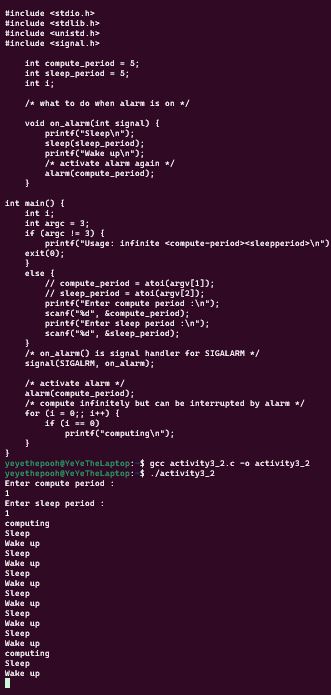 #include <stdio.h>
#include <stdlib.h>
#include <unistd.h>
#include <signal.h>
int compute_period = 5;
int sleep_period = 5;
int i;
/* what to do when alarm is on */
void on_alarm(int signal) {
printf("Sleep\n");
sleep(sleep_period);
printf("Wake up\n");
/* activate alarm again */
alarm(compute_period);
}
int main() {
int i;
int argc = 3;
if (argc != 3) {
printf("Usage: infinite <compute-period><sleepperiod>\n")
exit(0);
}
else {
// compute_period = atoi(argv[1]);
// sleep_period = atoi(argv[2]);
printf("Enter compute period :\n");
scanf("%d", &compute_period);
printf("Enter sleep period :\n");
scanf("%d", &sleep_period);
}
/* on_alarm() is signal handler for SIGALARM */
signal(SIGALRM, on_alarm);
/* activate alarm */
alarm(compute_period);
/* compute infinitely but can be interrupted by alarm */
for (i = 0;; i++) {
if (i == 0)
printf("computing\n");
}
}
yeyethepooh@YeYeTheLaptop:~$ gcc activity3_2.c -o activity3_2
yeyethepooh@YeYeTheLaptop:~$ ./activity3_2
Enter compute period :
1
Enter sleep period :
1
computing
Sleep
Wake up
Sleep
Wake up
Sleep
Wake up
Sleep
Wake up
Sleep
Wake up
Sleep
Wake up
computing
Sleep
Wake up